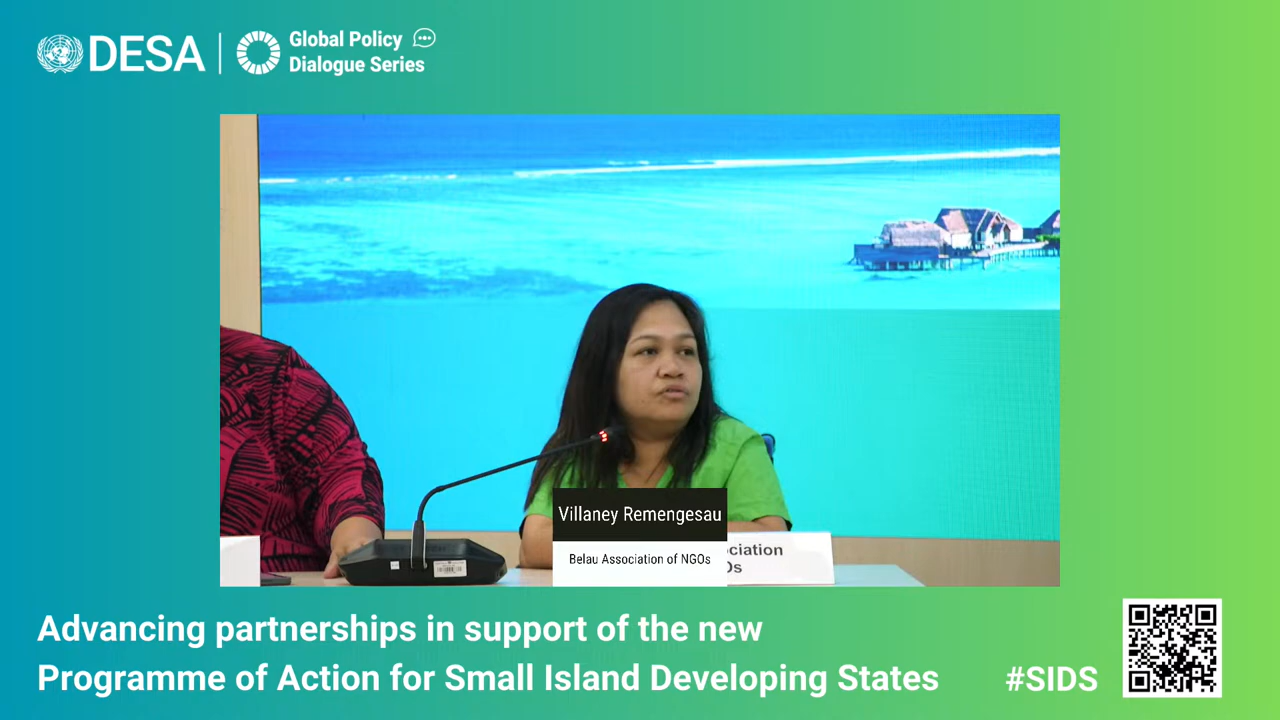 DESA
Global Policy
Dialogue Series
Villaney Remengesau
Belau Association of NGOs
ciation
Os
Advancing partnerships in support of the new
Programme of Action for Small Island Developing States
#SIDS